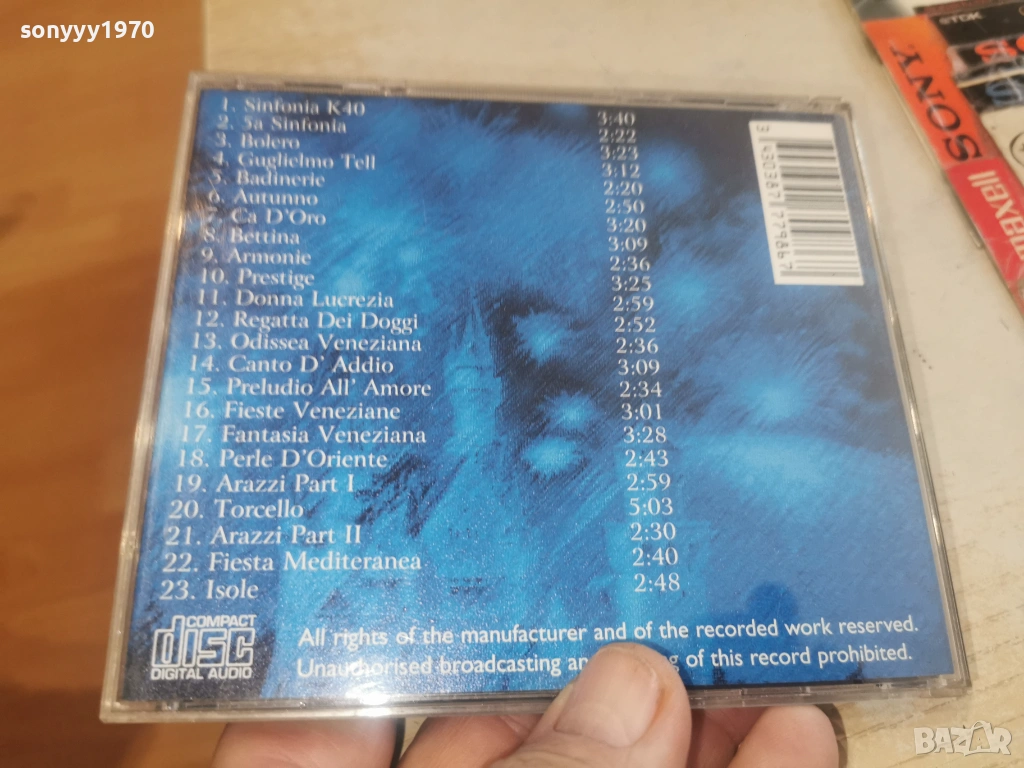 sonyyy1970
1. Sinfonia K40 3:40
2. 5a Sinfonia 2:22
3. Bolero 3:23
4. Guglielmo Tell 3:12
5. Badinerie 2:20
6. Autunno 2:50
7. Ca D'Oro 3:20
8. Bettina 3:09
9. Armonie 2:36
10. Prestige 3:25
11. Donna Lucrezia 2:59
12. Regatta Dei Doggi 2:52
13. Odissea Veneziana 2:36
14. Canto D' Addio 3:09
15. Preludio All' Amore 2:34
16. Fieste Veneziane 3:01
17. Fantasia Veneziana 3:28
18. Perle D'Oriente 2:43
19. Arazzi Part I 2:59
20. Torcello 5:03
21. Arazzi Part II 2:30
22. Fiesta Mediteranea 2:40
23. Isole 2:48
COMPACT
disc
DIGITAL AUDIO
All rights of the manufacturer and of the recorded work reserved.
Unauthorised broadcasting of this record prohibited.
3 430387 779867
TDK
SONY
maxell
BAZAR